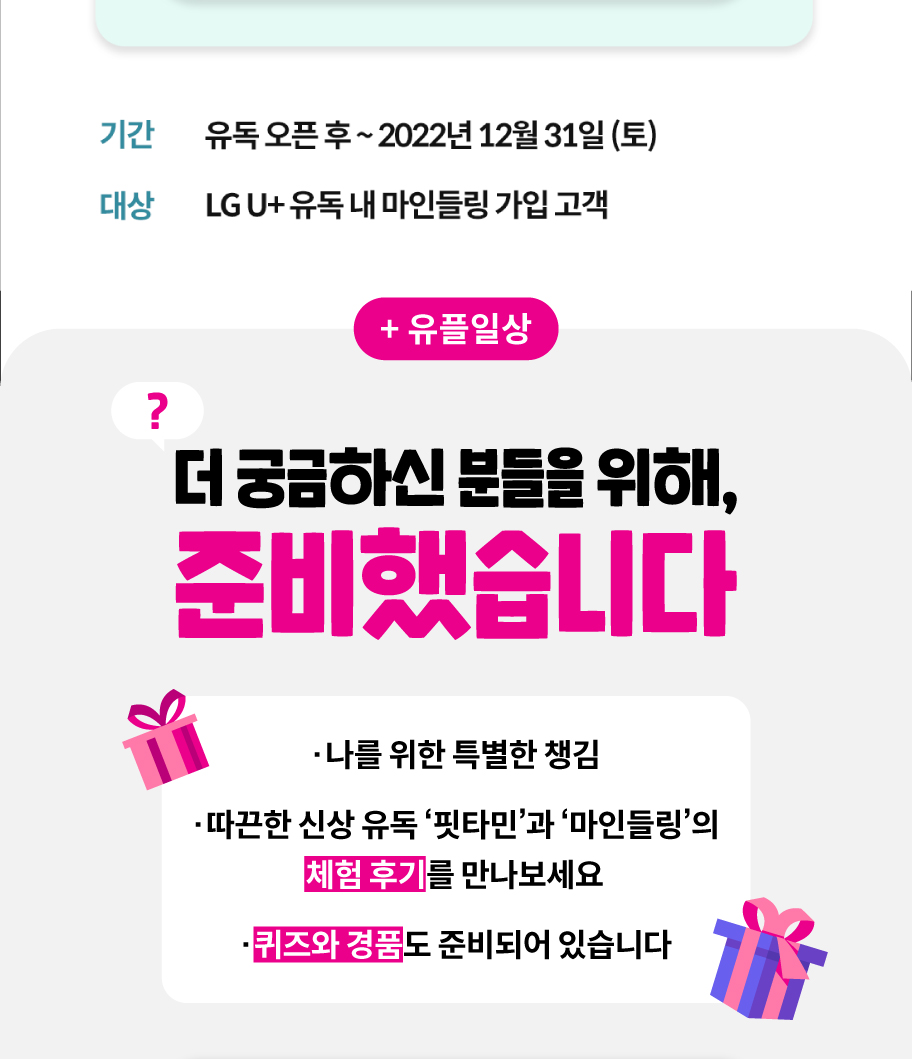 기간 유독 오픈 후 ~ 2022년 12월 31일 (토)
대상 LG U+ 유독 내 마인들링 가입 고객
+ 유플일상
?
더 궁금하신 분들을 위해,
준비했습니다
·나를 위한 특별한 챙김
·따끈한 신상 유독 ‘핏타민’과 ‘마인들링’의
체험 후기를 만나보세요
·퀴즈와 경품도 준비되어 있습니다